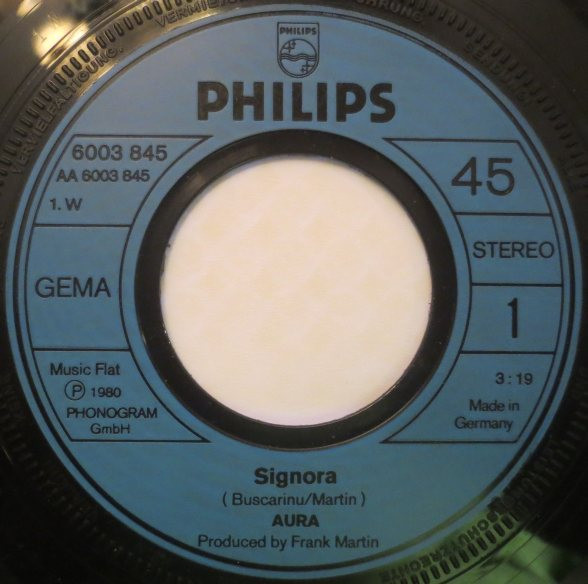 PHILIPS
PHILIPS
6003 845
AA 6003 845
1. W
45
STEREO
GEMA
1
Music Flat
Ⓟ 1980
PHONOGRAM
GmbH
3:19
Made in
Germany
Signora
( Buscarinu/Martin )
AURA
Produced by Frank Martin
VERVIELFÄLTIGUNG,